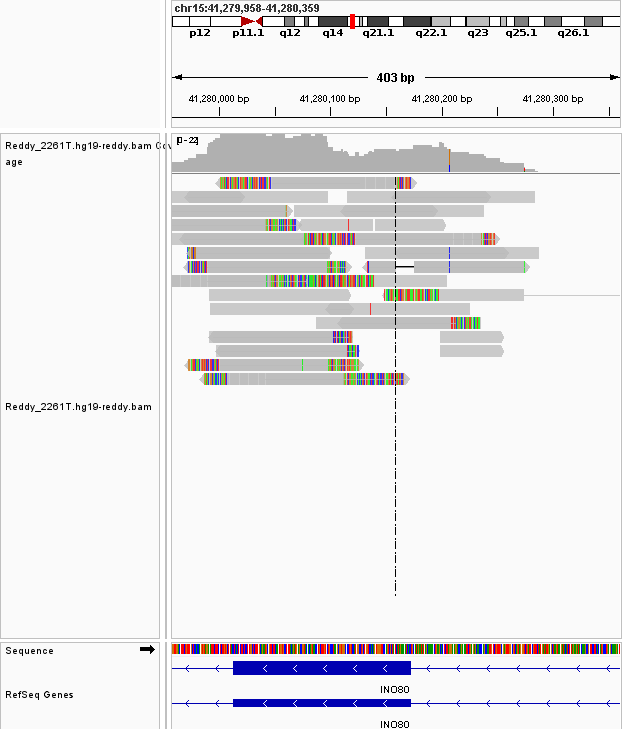 chr15:41,279,958-41,280,359
p12 p11.1 q12 q14 q21.1 q22.1 q23 q25.1 q26.1
403 bp
41,280,000 bp 41,280,100 bp 41,280,200 bp 41,280,300 bp
Reddy_2261T.hg19-reddy.bam Cov
age
[0-22]
Reddy_2261T.hg19-reddy.bam
Sequence
INO80
RefSeq Genes
INO80